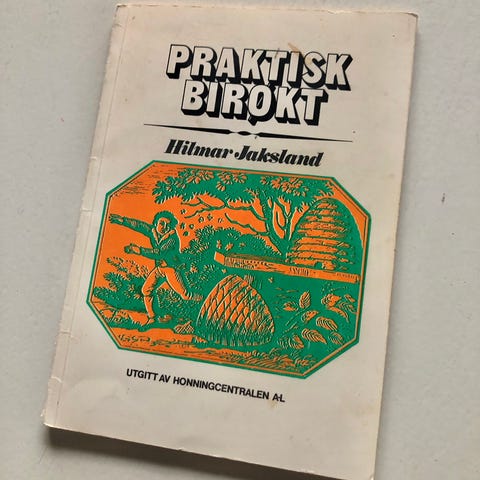 PRAKTISK
BIRØKT
Hilmar Jaksland
UTGITT AV HONNINGCENTRALEN A-L